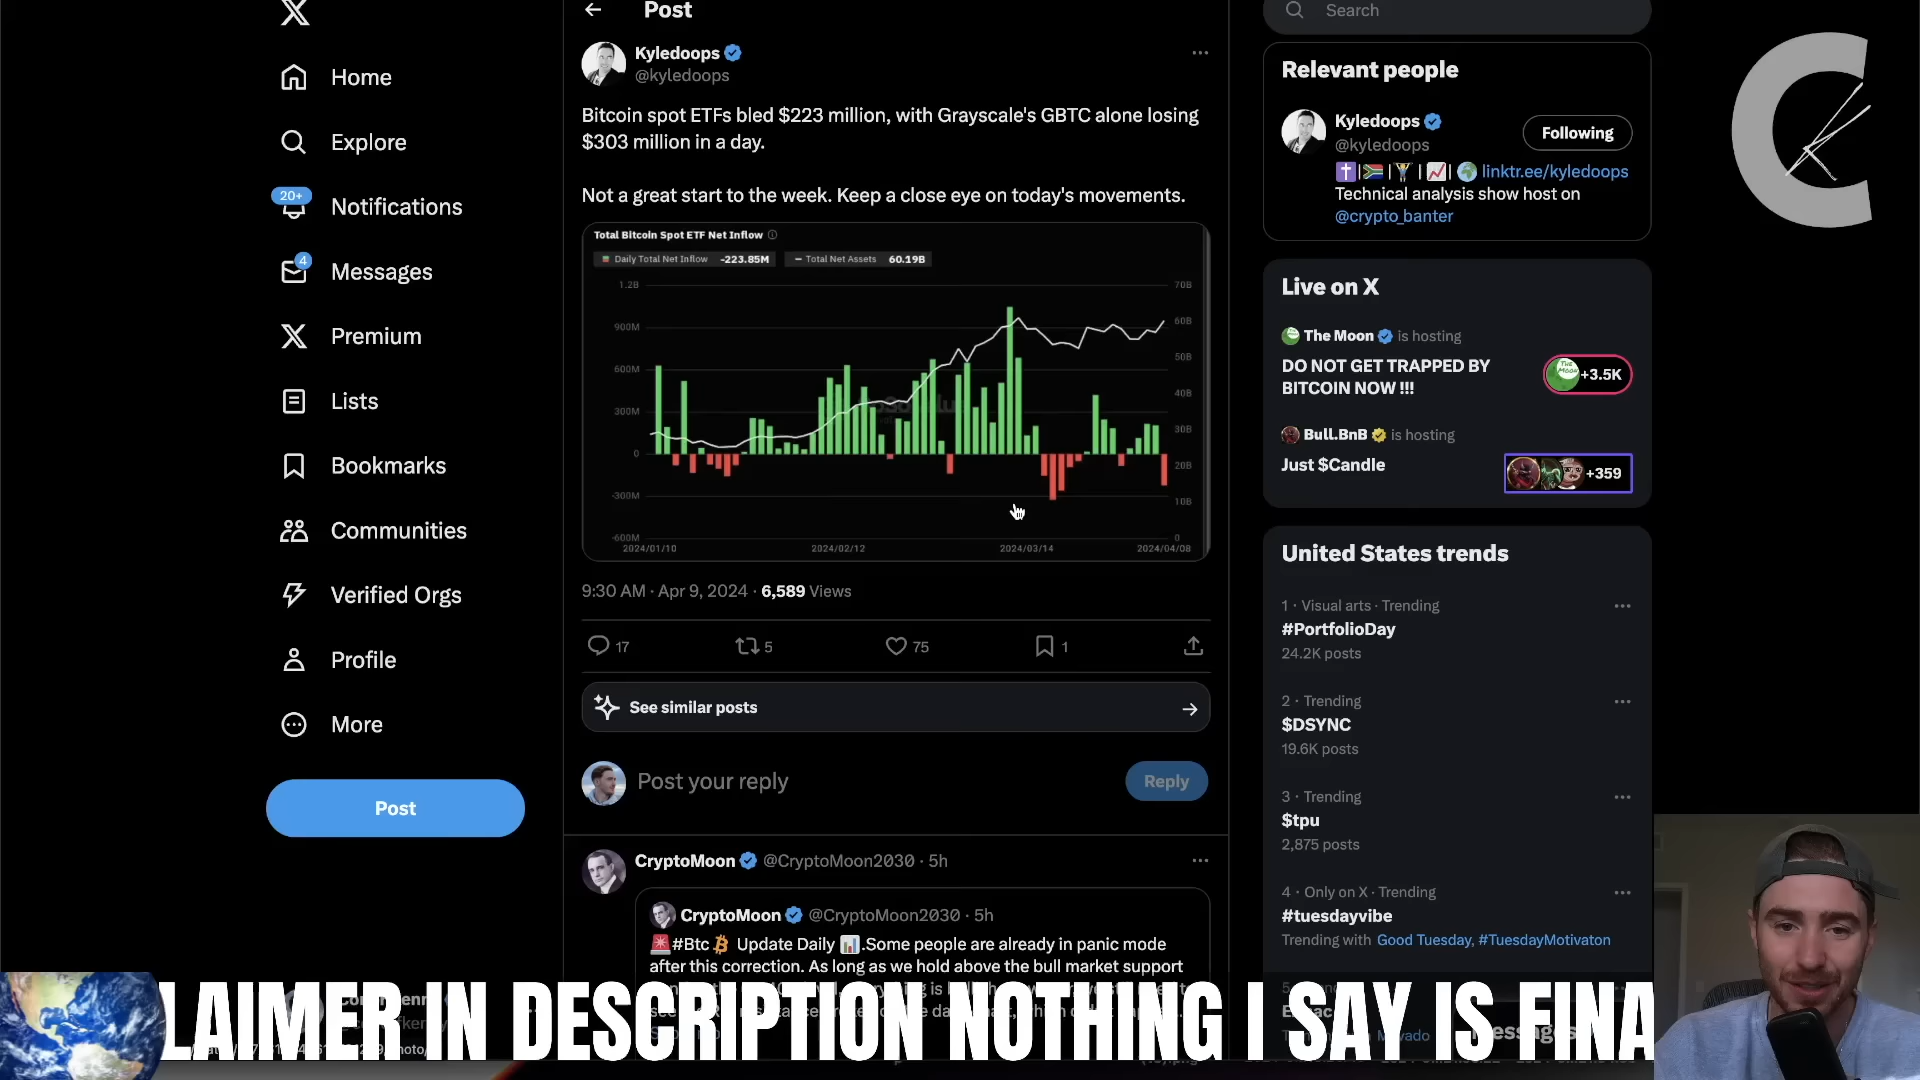 Home
Explore
20+
Notifications
4
Messages
Premium
Lists
Bookmarks
Communities
Verified Orgs
Profile
More
Post
Post
Kyledoops
@kyledoops
Bitcoin spot ETFs bled $223 million, with Grayscale's GBTC alone losing
$303 million in a day.
Not a great start to the week. Keep a close eye on today's movements.
Total Bitcoin Spot ETF Net Inflow
Daily Total Net Inflow -223.85M
Total Net Assets 60.19B
1.2B
900M
600M
300M
0
-300M
-600M
70B
60B
50B
40B
30B
20B
10B
0
2024/01/10
2024/02/12
2024/03/14
2024/04/08
9:30 AM · Apr 9, 2024 · 6,589 Views
17
5
75
1
See similar posts
Post your reply
Reply
CryptoMoon @CryptoMoon2030 · 5h
CryptoMoon @CryptoMoon2030 · 5h
#Btc Update Daily .Some people are already in panic mode
after this correction. As long as we hold above the bull market support
Search
Relevant people
Kyledoops
@kyledoops
Following
linktr.ee/kyledoops
Technical analysis show host on
@crypto_banter
Live on X
The Moon is hosting
DO NOT GET TRAPPED BY
BITCOIN NOW !!!
+3.5K
Bull.BnB is hosting
Just $Candle
+359
United States trends
1 · Visual arts · Trending
#PortfolioDay
24.2K posts
2 · Trending
$DSYNC
19.6K posts
3 · Trending
$tpu
2,875 posts
4 · Only on X · Trending
#tuesdayvibe
Trending with Good Tuesday, #TuesdayMotivaton
LAIMER IN DESCRIPTION NOTHING I SAY IS FINA